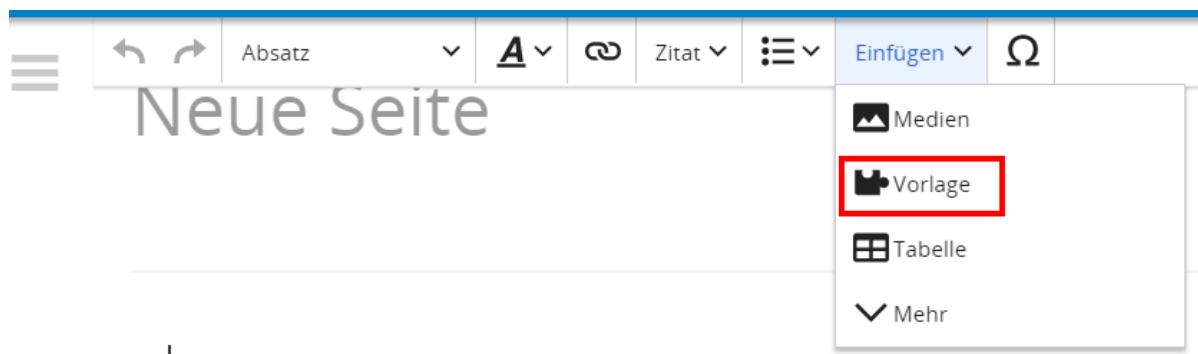 Absatz A Zitat Einfügen Ω
Neue Seite
Medien
Vorlage
Tabelle
Mehr